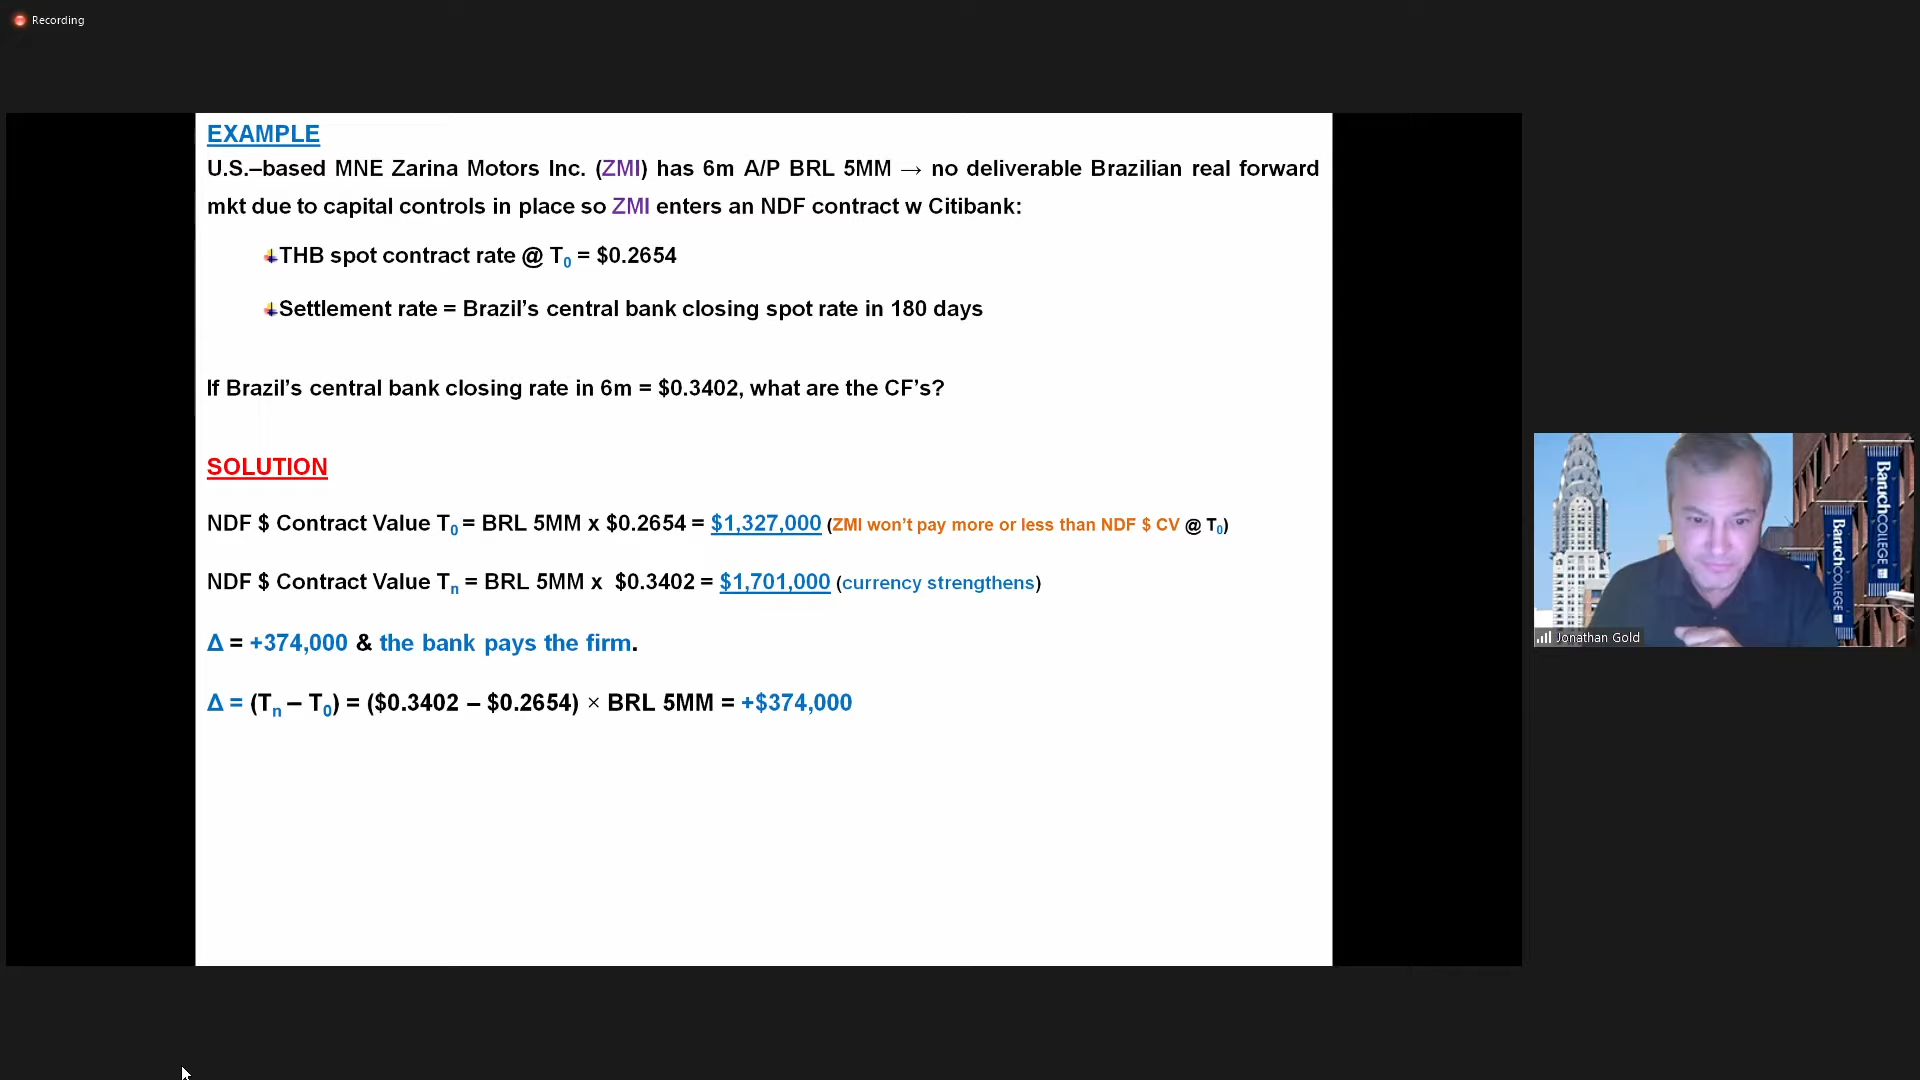 Recording
EXAMPLE
U.S.–based MNE Zarina Motors Inc. (ZMI) has 6m A/P BRL 5MM → no deliverable Brazilian real forward
mkt due to capital controls in place so ZMI enters an NDF contract w Citibank:
THB spot contract rate @ T0 = $0.2654
Settlement rate = Brazil’s central bank closing spot rate in 180 days
If Brazil’s central bank closing rate in 6m = $0.3402, what are the CF’s?
SOLUTION
NDF $ Contract Value T0 = BRL 5MM x $0.2654 = $1,327,000 (ZMI won’t pay more or less than NDF $ CV @ T0)
NDF $ Contract Value Tn = BRL 5MM x $0.3402 = $1,701,000 (currency strengthens)
Δ = +374,000 & the bank pays the firm.
Δ = (Tn – T0) = ($0.3402 – $0.2654) × BRL 5MM = +$374,000
Baruch COLLEGE
Baruch COLLEGE
Jonathan Gold